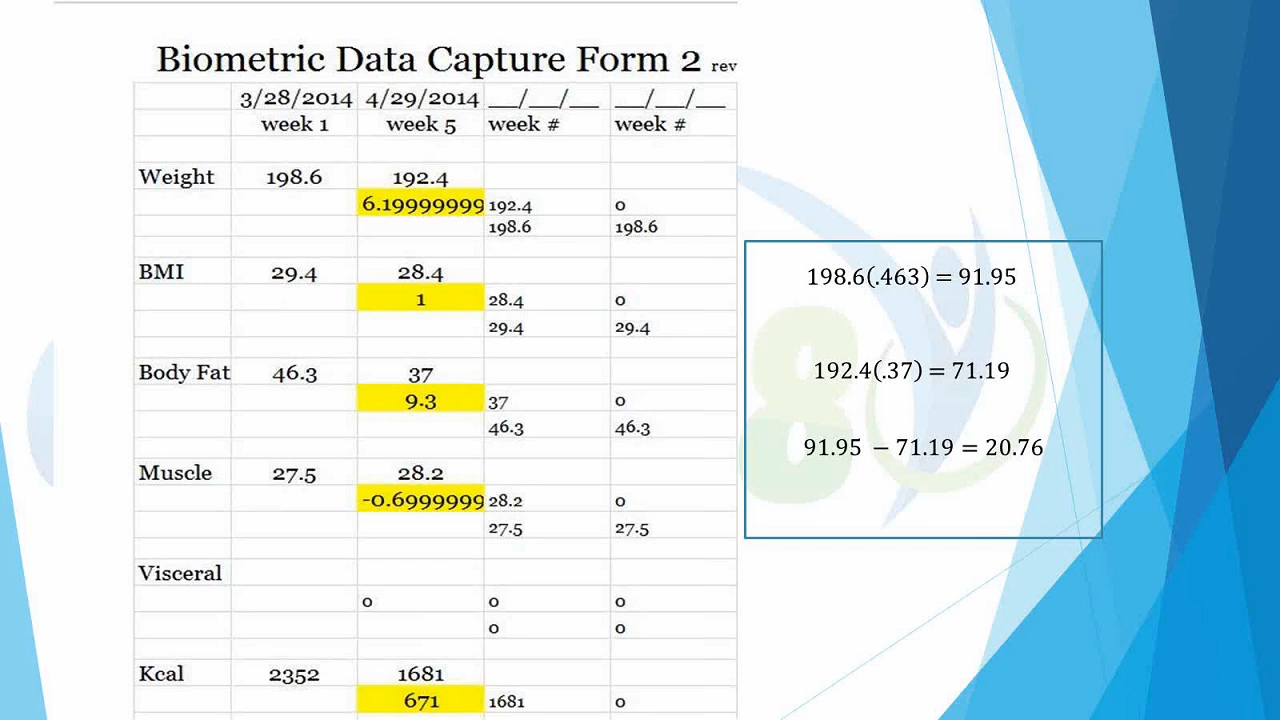 Biometric Data Capture Form 2 rev
3/28/2014 4/29/2014 __/__/__ __/__/__
week 1 week 5 week # week #
Weight 198.6 192.4
6.19999999 192.4 0
198.6 198.6
BMI 29.4 28.4
1 28.4 0
29.4 29.4
Body Fat 46.3 37
9.3 37 0
46.3 46.3
Muscle 27.5 28.2
-0.6999999 28.2 0
27.5 27.5
Visceral
0 0 0
0 0
Kcal 2352 1681
671 1681 0
198.6(.463) = 91.95
192.4(.37) = 71.19
91.95 − 71.19 = 20.76
8